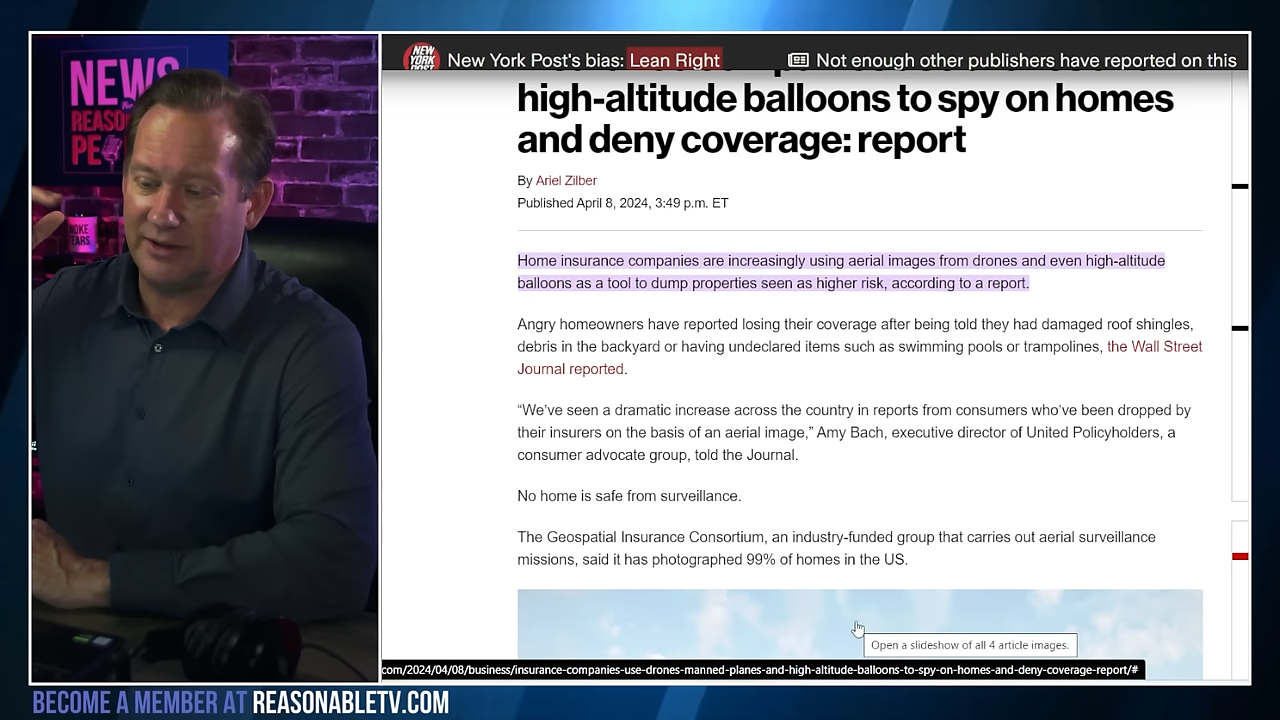 NEWS
REASO
PE
NEW
YORK
POST
New York Post's bias: Lean Right
Not enough other publishers have reported on this
high-altitude balloons to spy on homes
and deny coverage: report
By Ariel Zilber
Published April 8, 2024, 3:49 p.m. ET
Home insurance companies are increasingly using aerial images from drones and even high-altitude
balloons as a tool to dump properties seen as higher risk, according to a report.
Angry homeowners have reported losing their coverage after being told they had damaged roof shingles,
debris in the backyard or having undeclared items such as swimming pools or trampolines, the Wall Street
Journal reported.
“We’ve seen a dramatic increase across the country in reports from consumers who’ve been dropped by
their insurers on the basis of an aerial image,” Amy Bach, executive director of United Policyholders, a
consumer advocate group, told the Journal.
No home is safe from surveillance.
The Geospatial Insurance Consortium, an industry-funded group that carries out aerial surveillance
missions, said it has photographed 99% of homes in the US.
Open a slideshow of all 4 article images.
com/2024/04/08/business/insurance-companies-use-drones-manned-planes-and-high-altitude-balloons-to-spy-on-homes-and-deny-coverage-report/#
BECOME A MEMBER AT REASONABLETV.COM